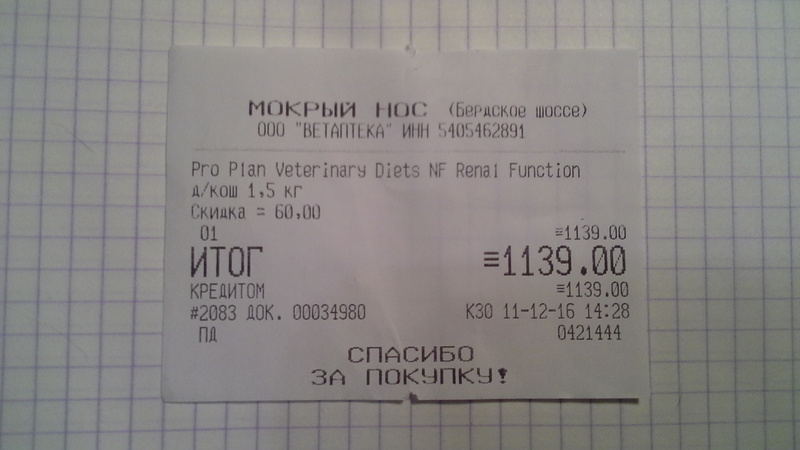 МОКРЫЙ НОС (Бердское шоссе)
ООО "ВЕТАПТЕКА" ИНН 5405462891
Pro Plan Veterinary Diets NF Renal Function
д/кош 1,5 кг
Скидка = 60,00
01 ≡1139.00
ИТОГ ≡1139.00
КРЕДИТОМ ≡1139.00
#2083 ДОК. 00034980 К30 11-12-16 14:28
ПД 0421444
СПАСИБО
ЗА ПОКУПКУ!